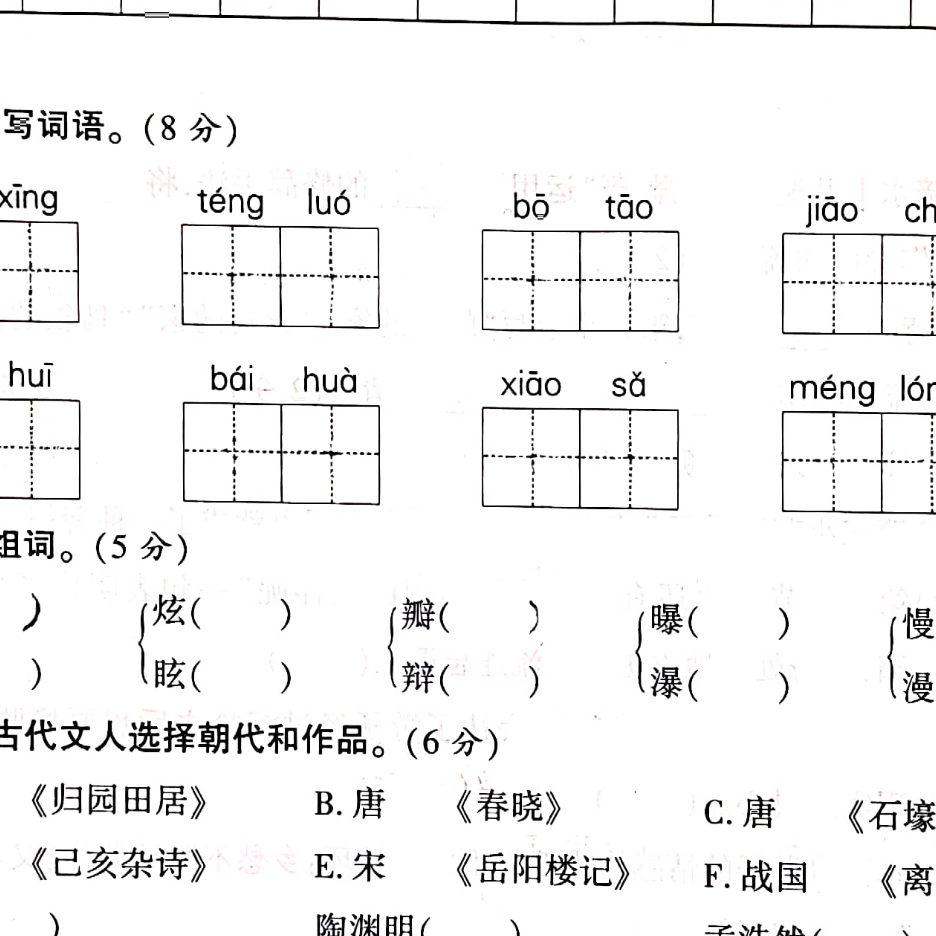 写词语。(8分)
xīng téng luó bō tāo jiāo ch
huī bái huà xiāo sǎ méng lón
组词。(5分)
) 炫( ) 瓣( ) 曝( ) 慢
) 眩( ) 辩( ) 瀑( ) 漫
古代文人选择朝代和作品。(6分)
《归园田居》 B. 唐 《春晓》 C. 唐 《石壕
《己亥杂诗》 E. 宋 《岳阳楼记》 F. 战国 《离
) 陶渊明( ) 孟浩然( )